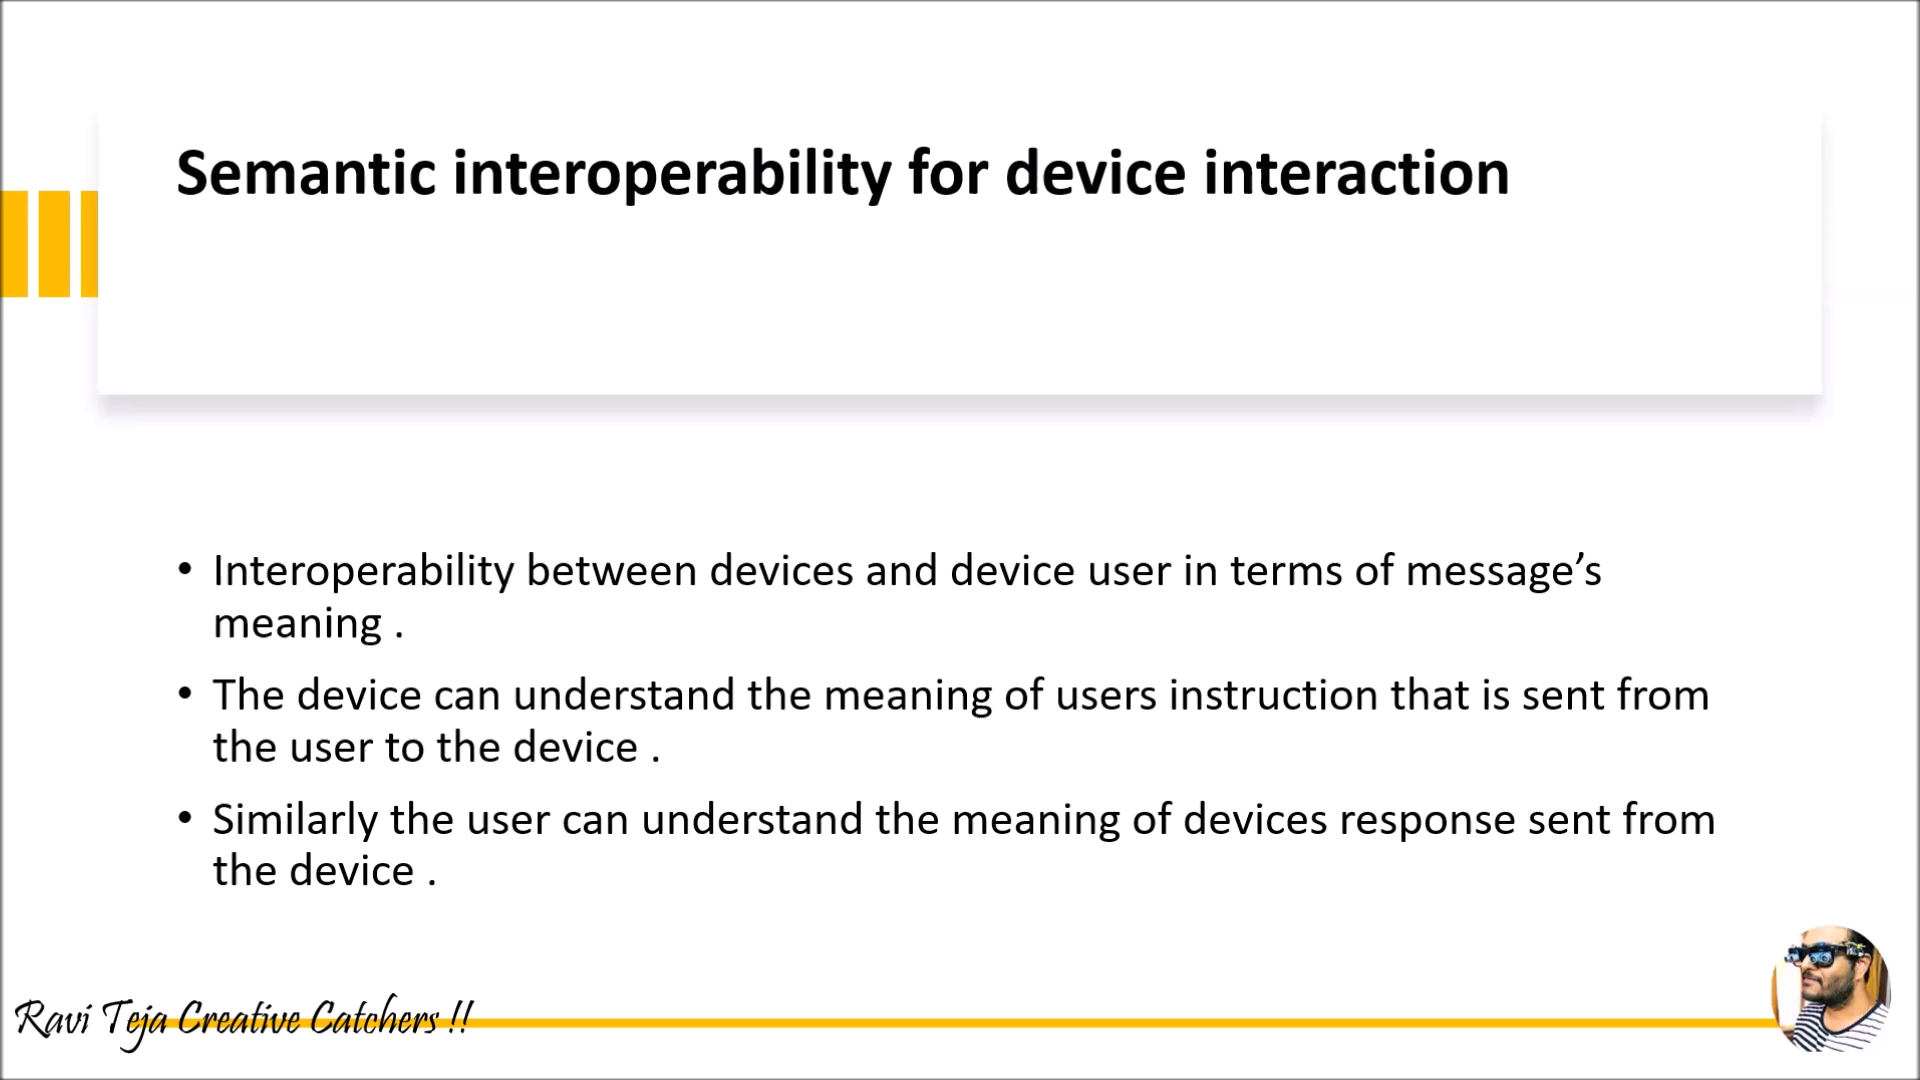 Semantic interoperability for device interaction
• Interoperability between devices and device user in terms of message’s
meaning .
• The device can understand the meaning of users instruction that is sent from
the user to the device .
• Similarly the user can understand the meaning of devices response sent from
the device .
Ravi Teja Creative Catchers !!